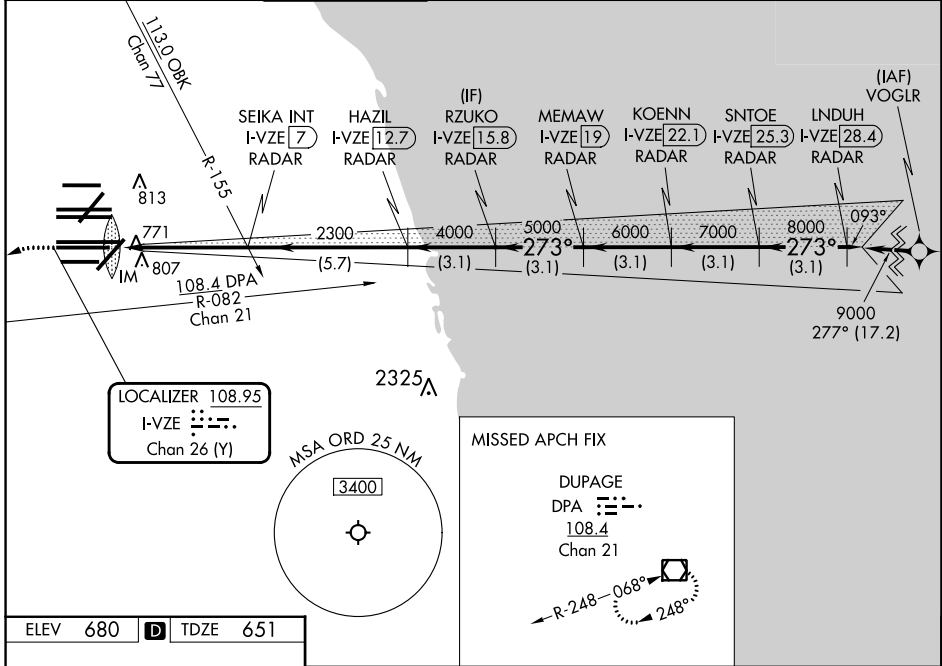 113.0 OBK
Chan 77
R-155
SEIKA INT
I-VZE 7
RADAR
HAZIL
I-VZE 12.7
RADAR
(IF)
RZUKO
I-VZE 15.8
RADAR
MEMAW
I-VZE 19
RADAR
KOENN
I-VZE 22.1
RADAR
SNTOE
I-VZE 25.3
RADAR
LNDUH
I-VZE 28.4
RADAR
(IAF)
VOGLR
813
771
807
IM
2300
4000
5000
6000
7000
8000
093°
273°
273°
(5.7)
(3.1)
(3.1)
(3.1)
(3.1)
(3.1)
9000
277° (17.2)
108.4 DPA
R-082
Chan 21
2325
LOCALIZER 108.95
I-VZE
Chan 26 (Y)
MSA ORD 25 NM
3400
MISSED APCH FIX
DUPAGE
DPA
108.4
Chan 21
R-248
068°
248°
ELEV 680 D TDZE 651